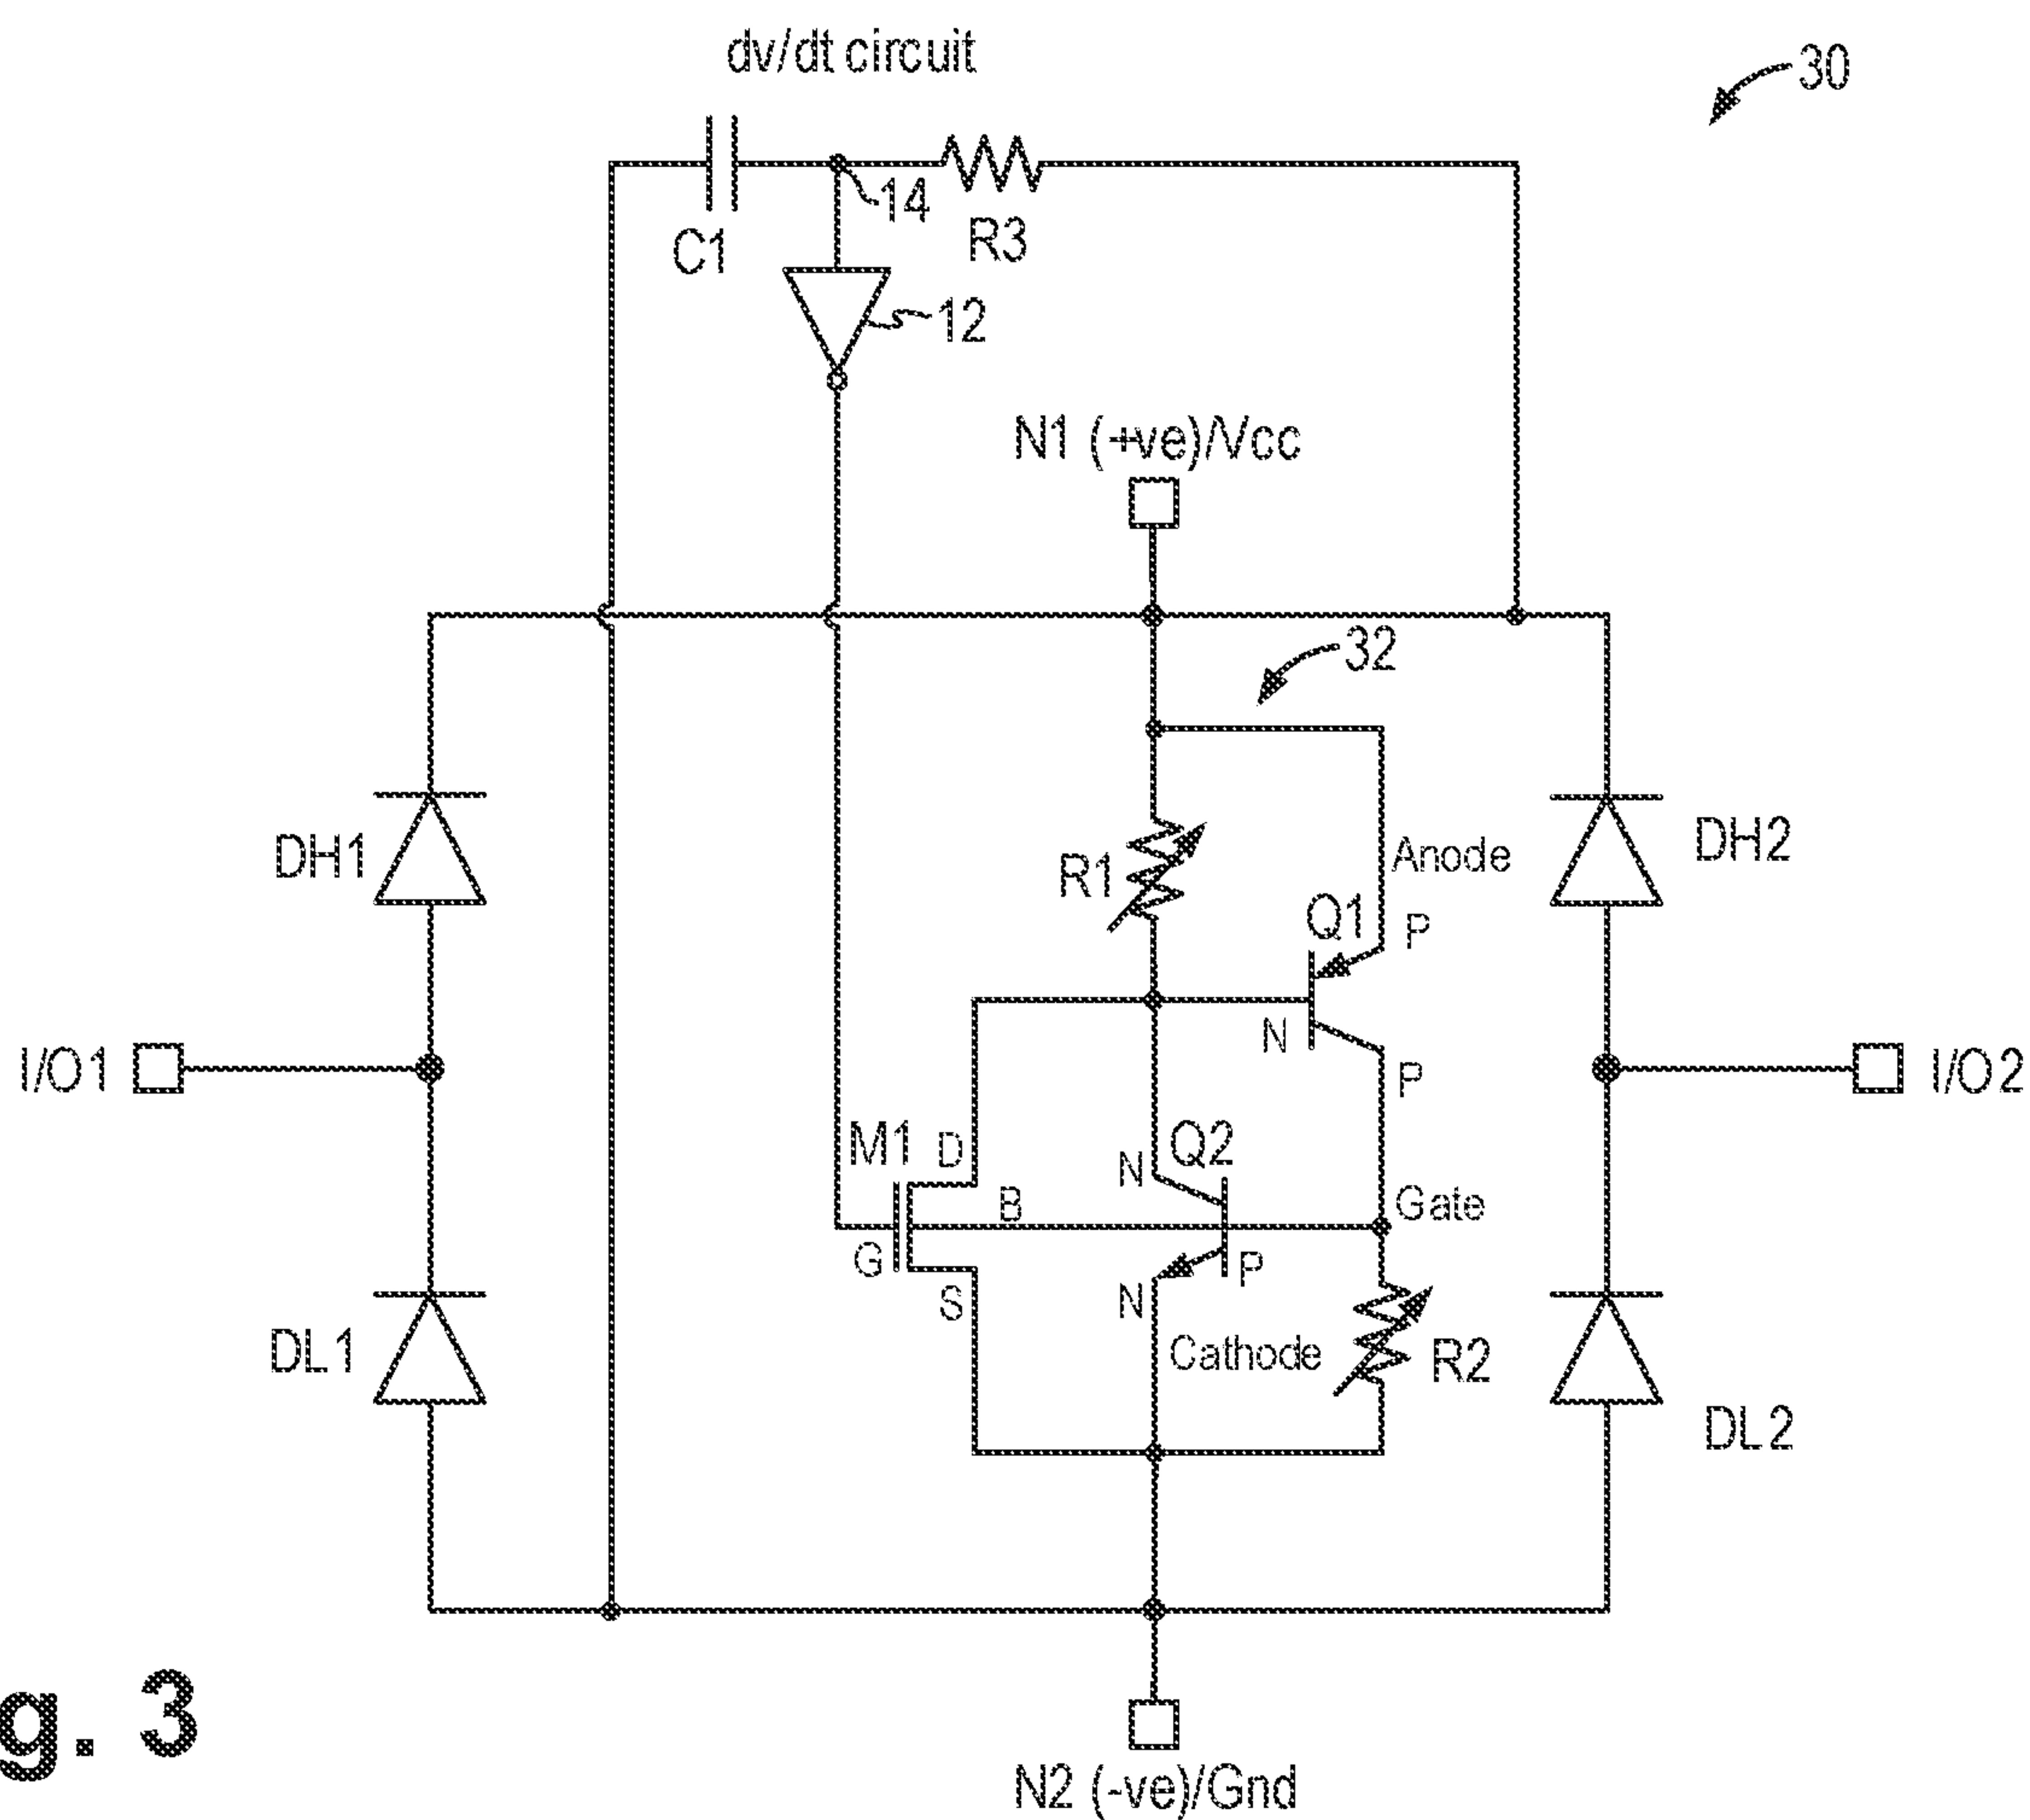 dv/dt circuit
30
14
C1
R3
12
N1 (+ve)/Vcc
32
DH1
R1
Anode
DH2
Q1
P
N
I/O1
P
I/O2
M1
D
Q2
N
B
Gate
G
P
S
N
DL1
Cathode
R2
DL2
g. 3
N2 (-ve)/Gnd